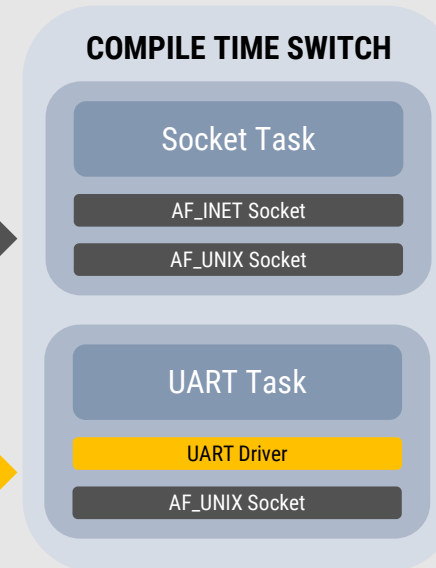 COMPILE TIME SWITCH
Socket Task
AF_INET Socket
AF_UNIX Socket
UART Task
UART Driver
AF_UNIX Socket